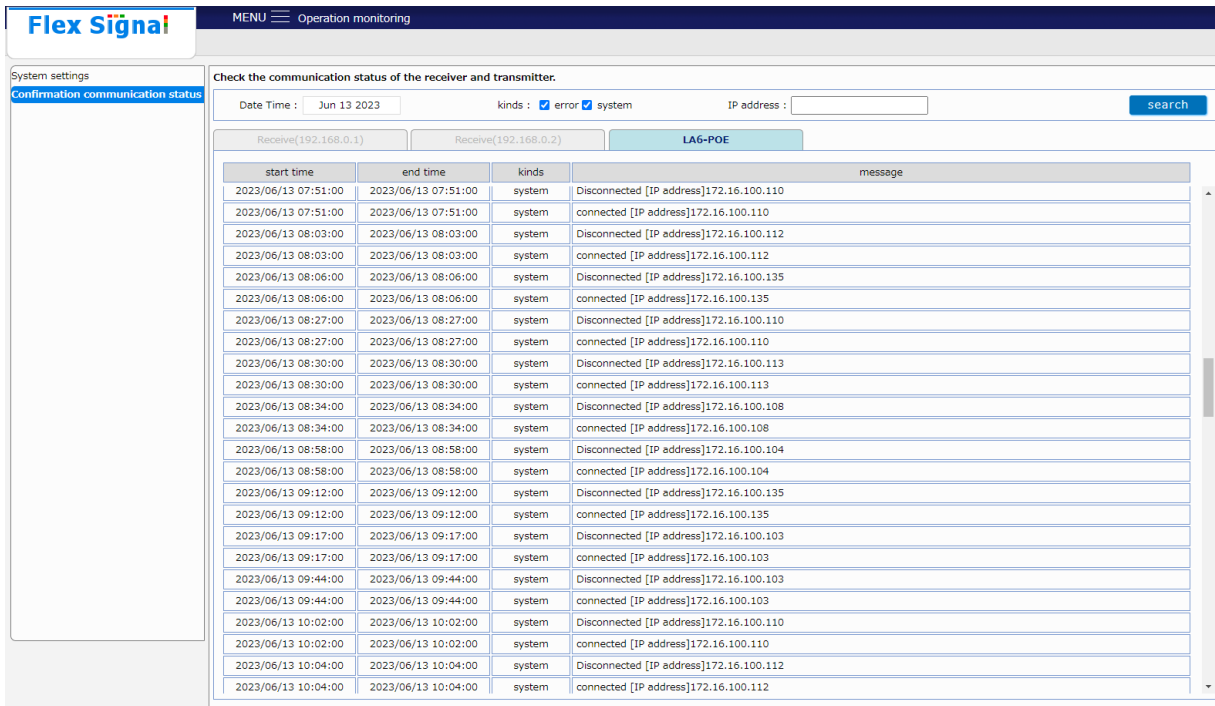 Flex Signal
MENU Operation monitoring
System settings
Confirmation communication status
Check the communication status of the receiver and transmitter.
Date Time : Jun 13 2023 kinds : error system IP address : search
Receive(192.168.0.1) Receive(192.168.0.2) LA6-POE
start time end time kinds message
2023/06/13 07:51:00 2023/06/13 07:51:00 system Disconnected [IP address]172.16.100.110
2023/06/13 07:51:00 2023/06/13 07:51:00 system connected [IP address]172.16.100.110
2023/06/13 08:03:00 2023/06/13 08:03:00 system Disconnected [IP address]172.16.100.112
2023/06/13 08:03:00 2023/06/13 08:03:00 system connected [IP address]172.16.100.112
2023/06/13 08:06:00 2023/06/13 08:06:00 system Disconnected [IP address]172.16.100.135
2023/06/13 08:06:00 2023/06/13 08:06:00 system connected [IP address]172.16.100.135
2023/06/13 08:27:00 2023/06/13 08:27:00 system Disconnected [IP address]172.16.100.110
2023/06/13 08:27:00 2023/06/13 08:27:00 system connected [IP address]172.16.100.110
2023/06/13 08:30:00 2023/06/13 08:30:00 system Disconnected [IP address]172.16.100.113
2023/06/13 08:30:00 2023/06/13 08:30:00 system connected [IP address]172.16.100.113
2023/06/13 08:34:00 2023/06/13 08:34:00 system Disconnected [IP address]172.16.100.108
2023/06/13 08:34:00 2023/06/13 08:34:00 system connected [IP address]172.16.100.108
2023/06/13 08:58:00 2023/06/13 08:58:00 system Disconnected [IP address]172.16.100.104
2023/06/13 08:58:00 2023/06/13 08:58:00 system connected [IP address]172.16.100.104
2023/06/13 09:12:00 2023/06/13 09:12:00 system Disconnected [IP address]172.16.100.135
2023/06/13 09:12:00 2023/06/13 09:12:00 system connected [IP address]172.16.100.135
2023/06/13 09:17:00 2023/06/13 09:17:00 system Disconnected [IP address]172.16.100.103
2023/06/13 09:17:00 2023/06/13 09:17:00 system connected [IP address]172.16.100.103
2023/06/13 09:44:00 2023/06/13 09:44:00 system Disconnected [IP address]172.16.100.103
2023/06/13 09:44:00 2023/06/13 09:44:00 system connected [IP address]172.16.100.103
2023/06/13 10:02:00 2023/06/13 10:02:00 system Disconnected [IP address]172.16.100.110
2023/06/13 10:02:00 2023/06/13 10:02:00 system connected [IP address]172.16.100.110
2023/06/13 10:04:00 2023/06/13 10:04:00 system Disconnected [IP address]172.16.100.112
2023/06/13 10:04:00 2023/06/13 10:04:00 system connected [IP address]172.16.100.112